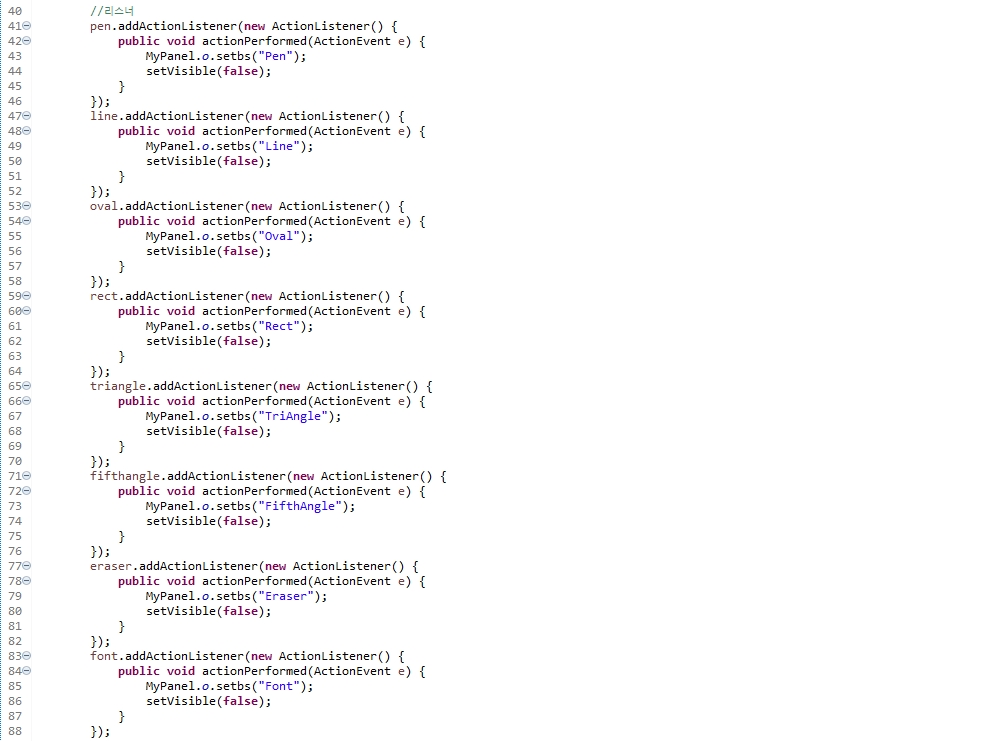 40 //리스너
41 pen.addActionListener(new ActionListener() {
42 public void actionPerformed(ActionEvent e) {
43 MyPanel.o.setbs("Pen");
44 setVisible(false);
45 }
46 });
47 line.addActionListener(new ActionListener() {
48 public void actionPerformed(ActionEvent e) {
49 MyPanel.o.setbs("Line");
50 setVisible(false);
51 }
52 });
53 oval.addActionListener(new ActionListener() {
54 public void actionPerformed(ActionEvent e) {
55 MyPanel.o.setbs("Oval");
56 setVisible(false);
57 }
58 });
59 rect.addActionListener(new ActionListener() {
60 public void actionPerformed(ActionEvent e) {
61 MyPanel.o.setbs("Rect");
62 setVisible(false);
63 }
64 });
65 triangle.addActionListener(new ActionListener() {
66 public void actionPerformed(ActionEvent e) {
67 MyPanel.o.setbs("TriAngle");
68 setVisible(false);
69 }
70 });
71 fifthangle.addActionListener(new ActionListener() {
72 public void actionPerformed(ActionEvent e) {
73 MyPanel.o.setbs("FifthAngle");
74 setVisible(false);
75 }
76 });
77 eraser.addActionListener(new ActionListener() {
78 public void actionPerformed(ActionEvent e) {
79 MyPanel.o.setbs("Eraser");
80 setVisible(false);
81 }
82 });
83 font.addActionListener(new ActionListener() {
84 public void actionPerformed(ActionEvent e) {
85 MyPanel.o.setbs("Font");
86 setVisible(false);
87 }
88 });